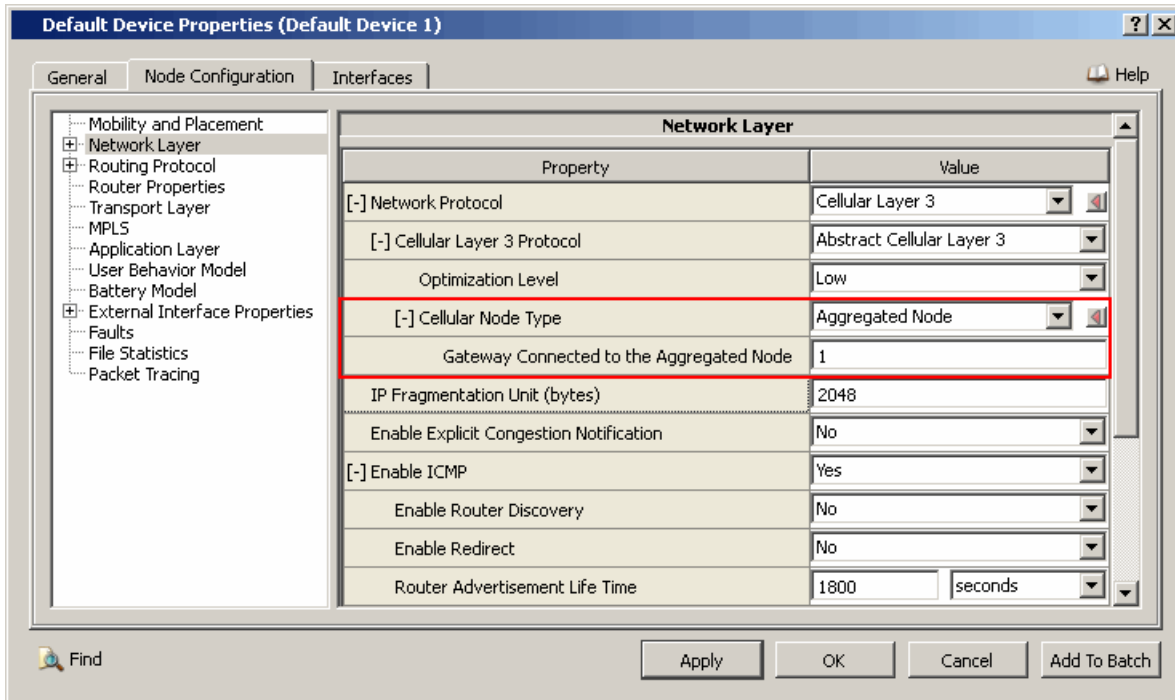 Default Device Properties (Default Device 1)
General
Node Configuration
Interfaces
Help
Mobility and Placement
Network Layer
Routing Protocol
Router Properties
Transport Layer
MPLS
Application Layer
User Behavior Model
Battery Model
External Interface Properties
Faults
File Statistics
Packet Tracing
Network Layer
Property Value
[-] Network Protocol Cellular Layer 3
[-] Cellular Layer 3 Protocol Abstract Cellular Layer 3
Optimization Level Low
[-] Cellular Node Type Aggregated Node
Gateway Connected to the Aggregated Node 1
IP Fragmentation Unit (bytes) 2048
Enable Explicit Congestion Notification No
[-] Enable ICMP Yes
Enable Router Discovery No
Enable Redirect No
Router Advertisement Life Time 1800 seconds
Find
Apply
OK
Cancel
Add To Batch